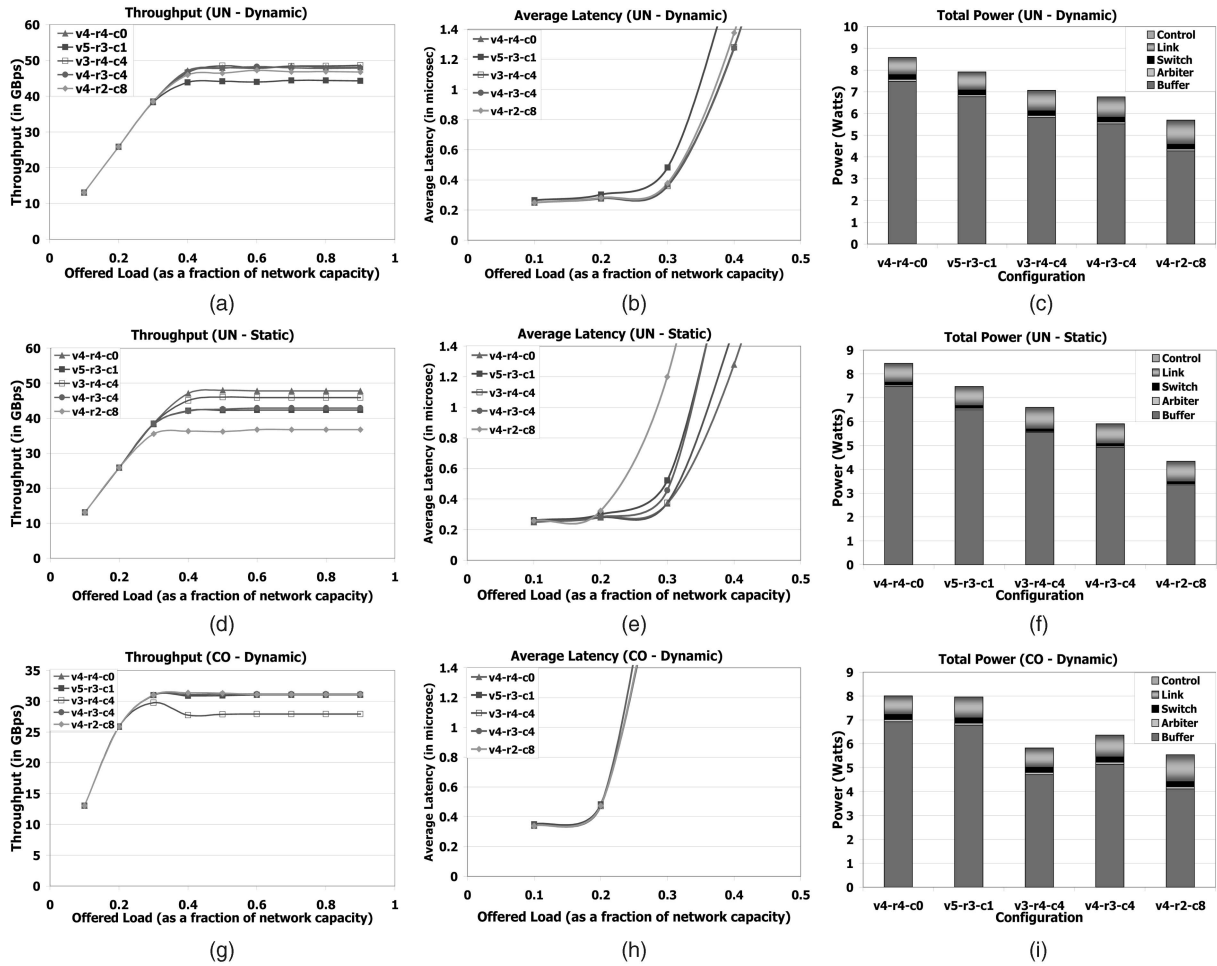 Throughput (UN - Dynamic)
Throughput (in GBps)
60
50
40
30
20
10
0
v4-r4-c0
v5-r3-c1
v3-r4-c4
v4-r3-c4
v4-r2-c8
0 0.2 0.4 0.6 0.8 1
Offered Load (as a fraction of network capacity)
(a)
Average Latency (UN - Dynamic)
Average Latency (in microsec)
1.4
1.2
1
0.8
0.6
0.4
0.2
0
v4-r4-c0
v5-r3-c1
v3-r4-c4
v4-r3-c4
v4-r2-c8
0 0.1 0.2 0.3 0.4 0.5
Offered Load (as a fraction of network capacity)
(b)
Total Power (UN - Dynamic)
Power (Watts)
10
9
8
7
6
5
4
3
2
1
0
Control
Link
Switch
Arbiter
Buffer
v4-r4-c0 v5-r3-c1 v3-r4-c4 v4-r3-c4 v4-r2-c8
Configuration
(c)
Throughput (UN - Static)
Throughput (in GBps)
60
50
40
30
20
10
0
v4-r4-c0
v5-r3-c1
v3-r4-c4
v4-r3-c4
v4-r2-c8
0 0.2 0.4 0.6 0.8 1
Offered Load (as a fraction of network capacity)
(d)
Average Latency (UN - Static)
Average Latency (in microsec)
1.4
1.2
1
0.8
0.6
0.4
0.2
0
v4-r4-c0
v5-r3-c1
v3-r4-c4
v4-r3-c4
v4-r2-c8
0 0.1 0.2 0.3 0.4 0.5
Offered Load (as a fraction of network capacity)
(e)
Total Power (UN - Static)
Power (Watts)
9
8
7
6
5
4
3
2
1
0
Control
Link
Switch
Arbiter
Buffer
v4-r4-c0 v5-r3-c1 v3-r4-c4 v4-r3-c4 v4-r2-c8
Configuration
(f)
Throughput (CO - Dynamic)
Throughput (in GBps)
35
30
25
20
15
10
5
0
v4-r4-c0
v5-r3-c1
v3-r4-c4
v4-r3-c4
v4-r2-c8
0 0.2 0.4 0.6 0.8 1
Offered Load (as a fraction of network capacity)
(g)
Average Latency (CO - Dynamic)
Average Latency (in microsec)
1.4
1.2
1
0.8
0.6
0.4
0.2
0
v4-r4-c0
v5-r3-c1
v3-r4-c4
v4-r3-c4
v4-r2-c8
0 0.1 0.2 0.3 0.4 0.5
Offered Load (as a fraction of network capacity)
(h)
Total Power (CO - Dynamic)
Power (Watts)
9
8
7
6
5
4
3
2
1
0
Control
Link
Switch
Arbiter
Buffer
v4-r4-c0 v5-r3-c1 v3-r4-c4 v4-r3-c4 v4-r2-c8
Configuration
(i)